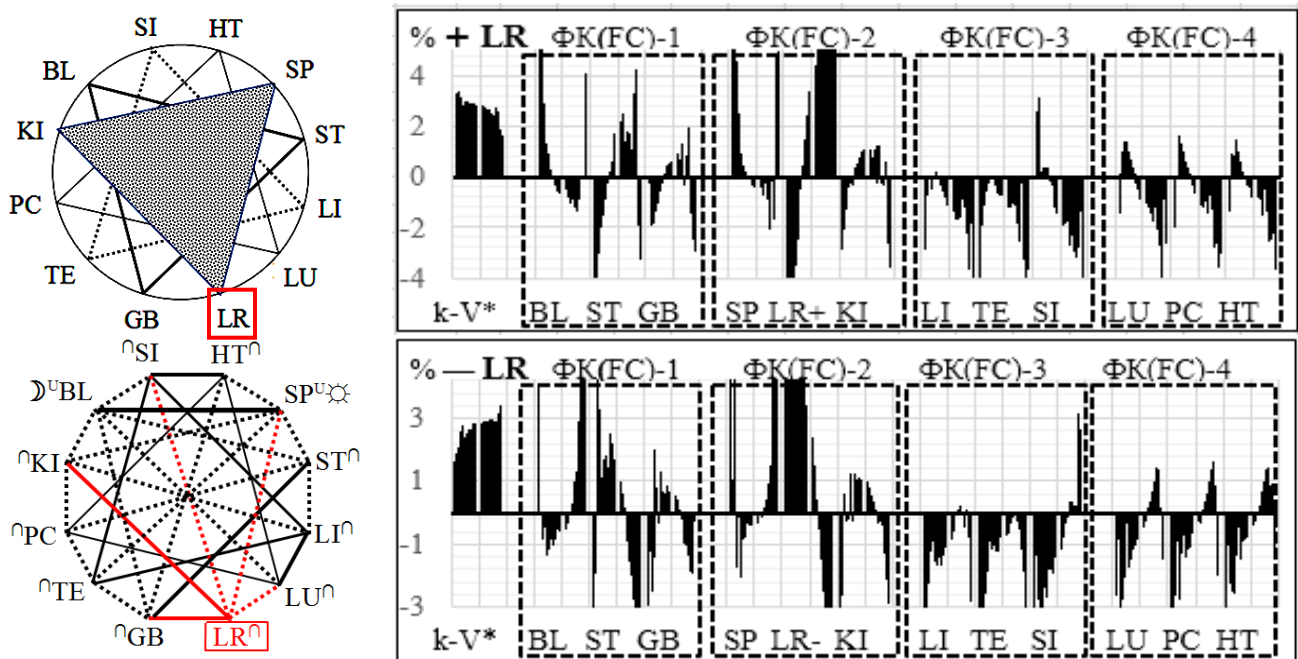 SI HT
BL SP
KI ST
PC LI
TE LU
GB LR
∩SI HT∩
☽ᵁBL SPᵁ☼
∩KI ST∩
∩PC LI∩
∩TE LU∩
∩GB LR∩
% + LR ΦK(FC)-1 ΦK(FC)-2 ΦK(FC)-3 ΦK(FC)-4
4
2
0
-2
-4
k-V* BL ST GB SP LR+ KI LI TE SI LU PC HT
% — LR ΦK(FC)-1 ΦK(FC)-2 ΦK(FC)-3 ΦK(FC)-4
3
1
-1
-3
k-V* BL ST GB SP LR- KI LI TE SI LU PC HT